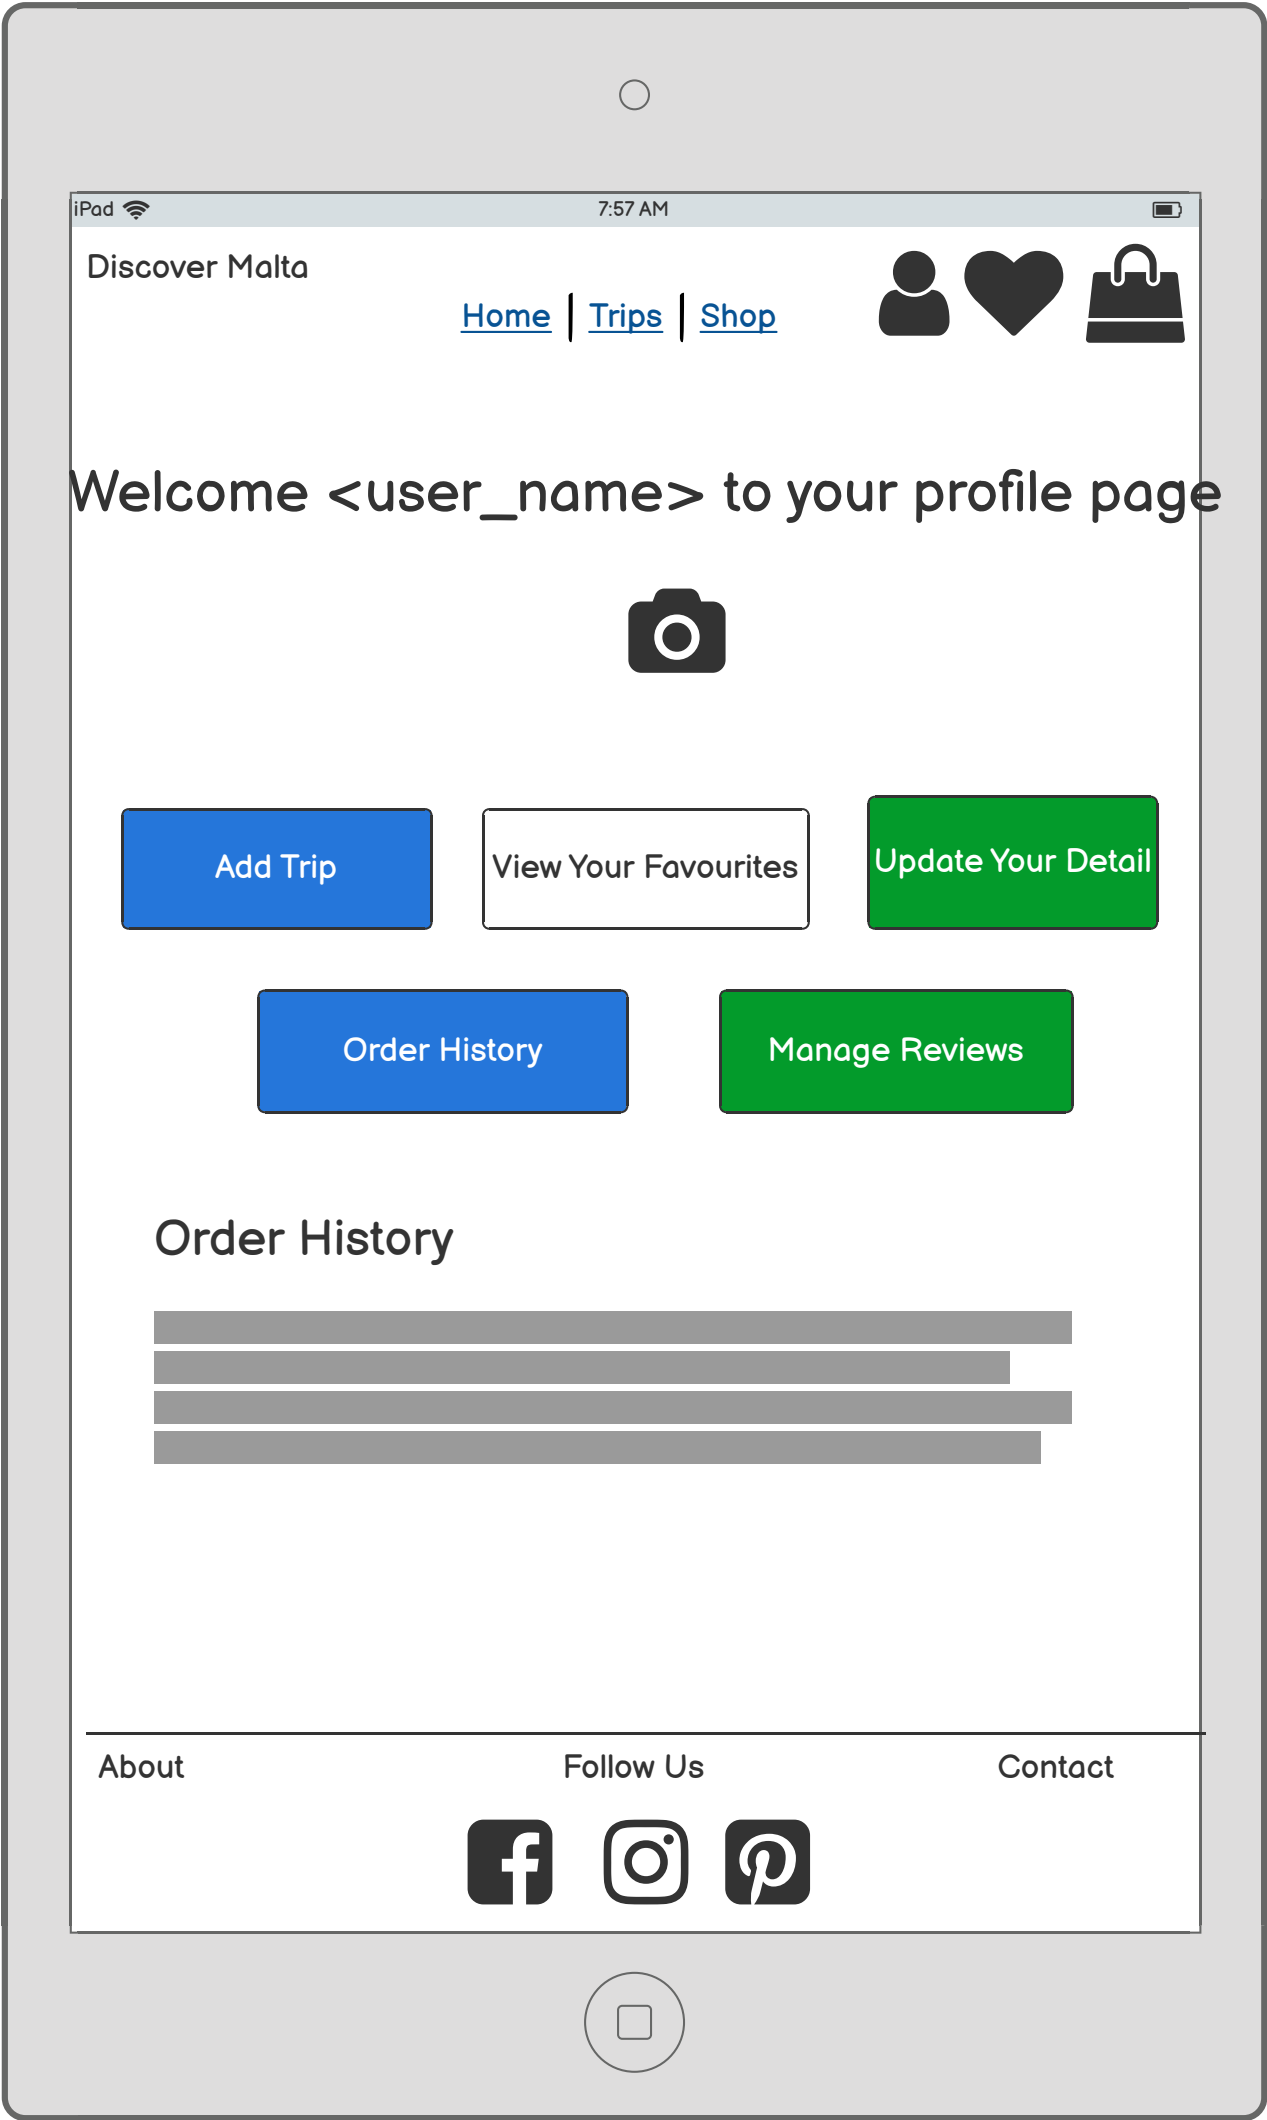 iPad 7:57 AM
Discover Malta
Home | Trips | Shop
Welcome <user_name> to your profile page
Add Trip
View Your Favourites
Update Your Detail
Order History
Manage Reviews
Order History
About
Follow Us
Contact